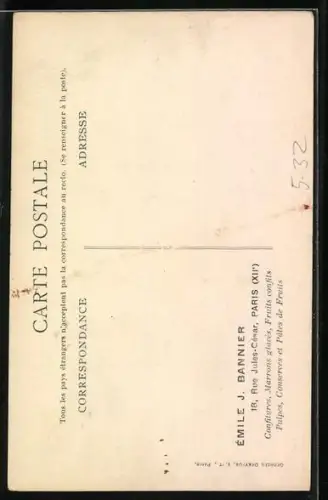 CARTE POSTALE
Tous les pays étrangers n'acceptent pas la correspondance au recto. (Se renseigner à la poste).
CORRESPONDANCE
ADRESSE
ÉMILE J. BANNIER
18, Rue Jules-César, PARIS (XIIe)
Confitures, Marrons glacés, Fruits confits
Pulpes, Conserves et Pâtes de Fruits
Paris.
5-32